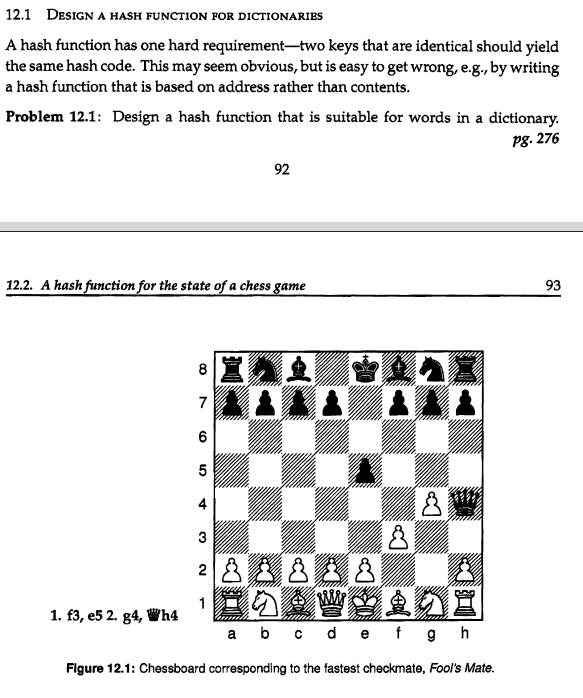 12.1 DESIGN A HASH FUNCTION FOR DICTIONARIES
A hash function has one hard requirement—two keys that are identical should yield
the same hash code. This may seem obvious, but is easy to get wrong, e.g., by writing
a hash function that is based on address rather than contents.
Problem 12.1: Design a hash function that is suitable for words in a dictionary.
pg. 276
92
12.2. A hash function for the state of a chess game 93
8
7
6
5
4
3
2
1
a b c d e f g h
1. f3, e5 2. g4, ♛h4
Figure 12.1: Chessboard corresponding to the fastest checkmate, Fool's Mate.